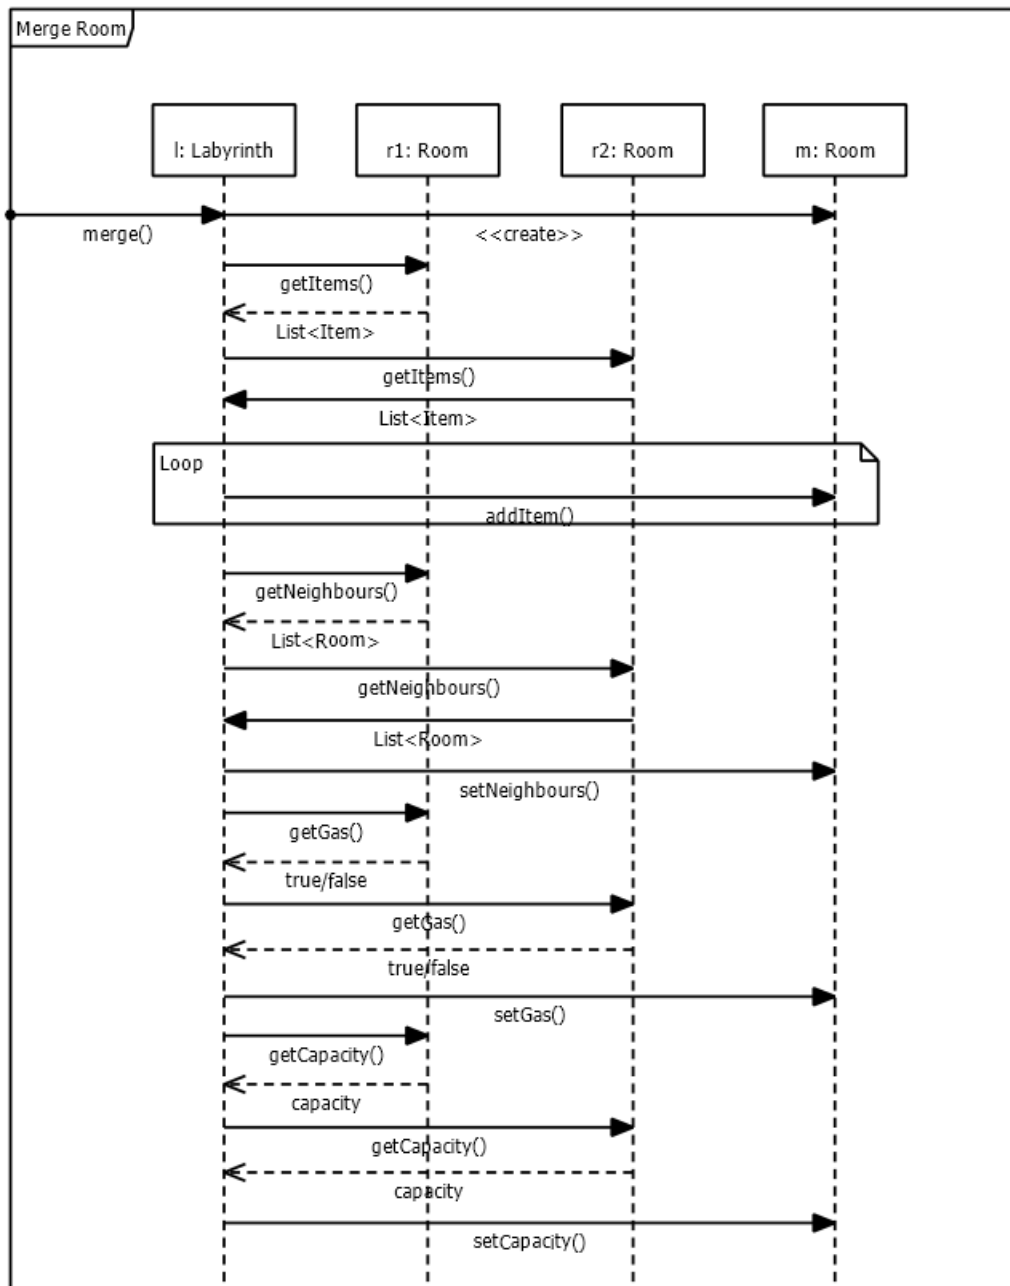 Merge Room
l: Labyrinth
r1: Room
r2: Room
m: Room
merge()
<<create>>
getItems()
List<Item>
getItems()
List<Item>
Loop
addItem()
getNeighbours()
List<Room>
getNeighbours()
List<Room>
setNeighbours()
getGas()
true/false
getGas()
true/false
setGas()
getCapacity()
capacity
getCapacity()
capacity
setCapacity()